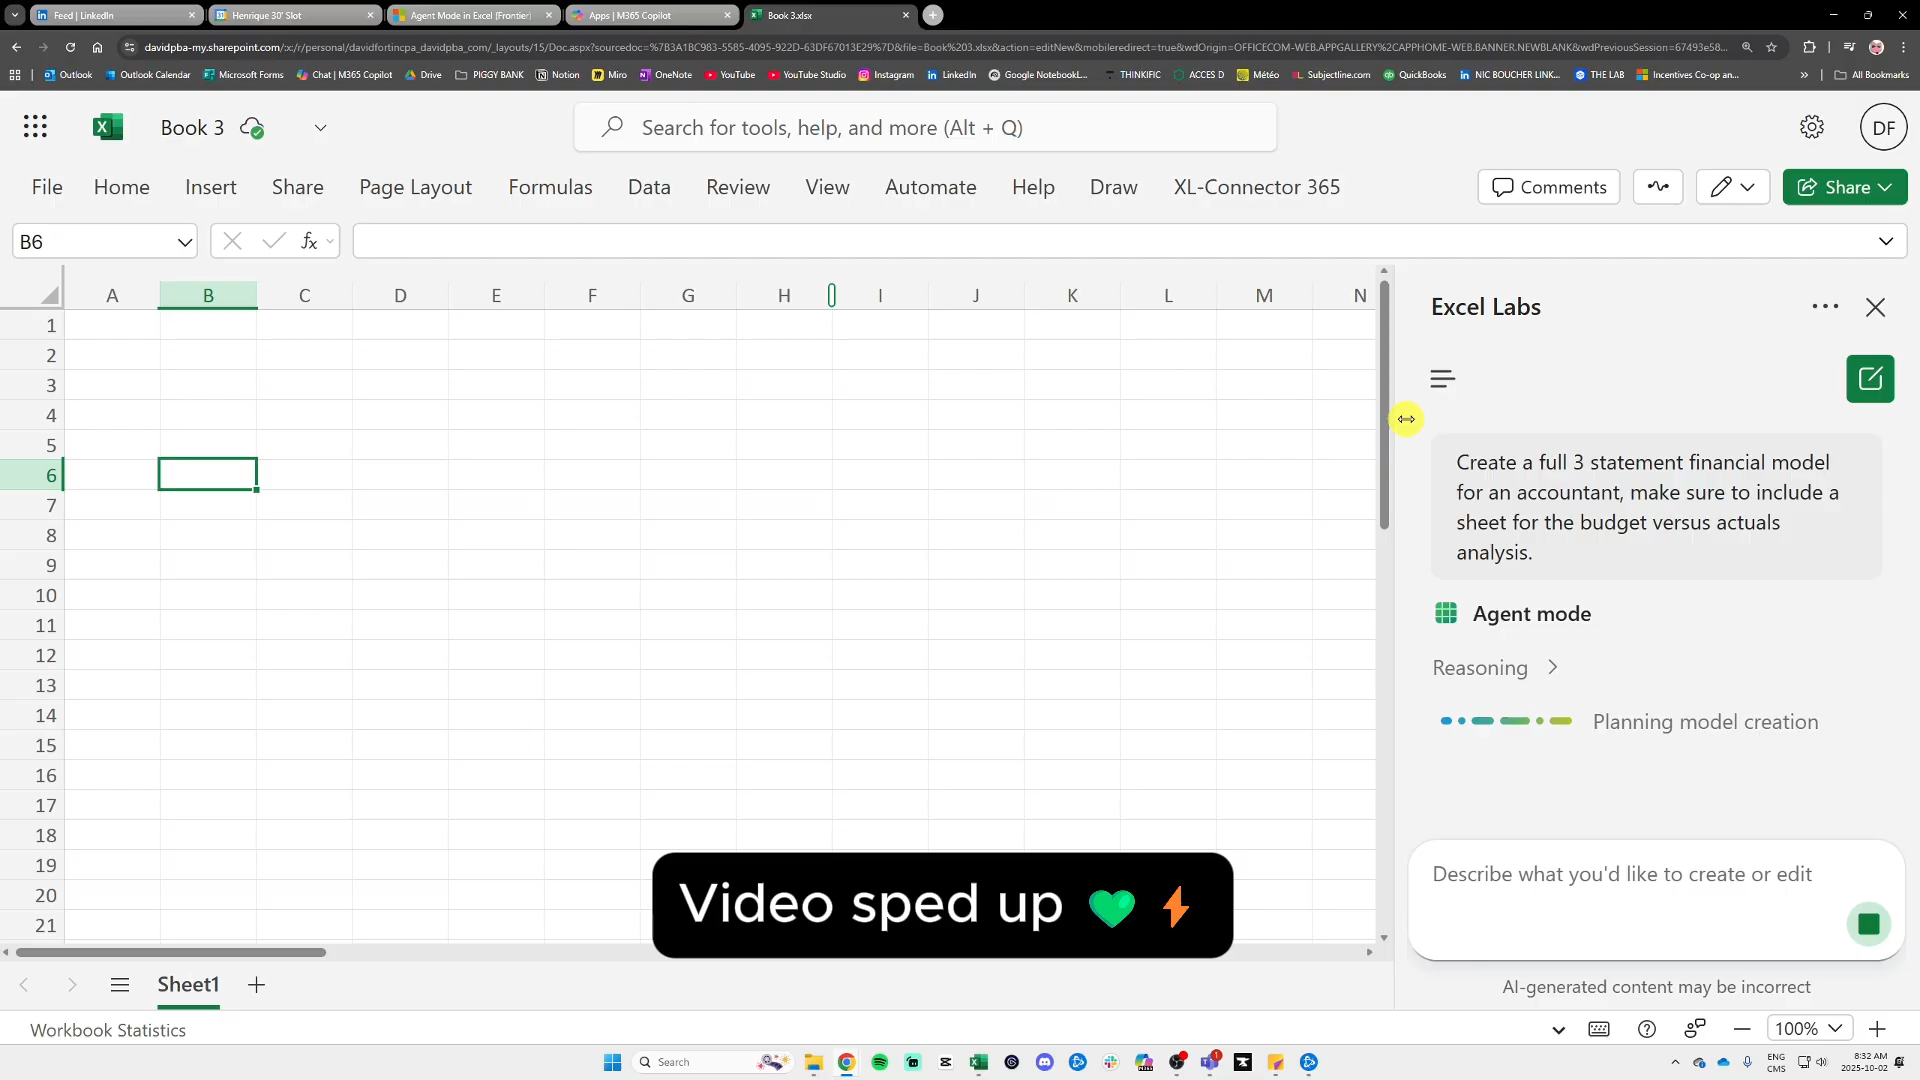 Feed | LinkedIn
Henrique 30' Slot
Agent Mode in Excel (Frontier)
Apps | M365 Copilot
Book 3.xlsx
davidpba-my.sharepoint.com/:x:/r/personal/davidfortincpa_davidpba_com/_layouts/15/Doc.aspx?sourcedoc=%7B3A1BC983-5585-4095-922D-63DF67013E29%7D&file=Book%203.xlsx&action=editNew&mobileredirect=true&wdOrigin=OFFICECOM-WEB.APPGALLERY%2CAPPHOME-WEB.BANNER.NEWBLANK&wdPreviousSession=67493e58...
Outlook
Outlook Calendar
Microsoft Forms
Chat | M365 Copilot
Drive
PIGGY BANK
Notion
Miro
OneNote
YouTube
YouTube Studio
Instagram
LinkedIn
Google NotebookL...
THINKIFIC
ACCES D
Météo
Subjectline.com
QuickBooks
NIC BOUCHER LINK...
THE LAB
Incentives Co-op an...
All Bookmarks
Book 3
Search for tools, help, and more (Alt + Q)
DF
File Home Insert Share Page Layout Formulas Data Review View Automate Help Draw XL-Connector 365
Comments
Share
B6
fx
A B C D E F G H I J K L M N
1
2
3
4
5
6
7
8
9
10
11
12
13
14
15
16
17
18
19
20
21
Excel Labs
Create a full 3 statement financial model
for an accountant, make sure to include a
sheet for the budget versus actuals
analysis.
Agent mode
Reasoning
Planning model creation
Describe what you'd like to create or edit
AI-generated content may be incorrect
Video sped up
Sheet1
Workbook Statistics
100%
Search
ENG
CMS
8:32 AM
2025-10-02